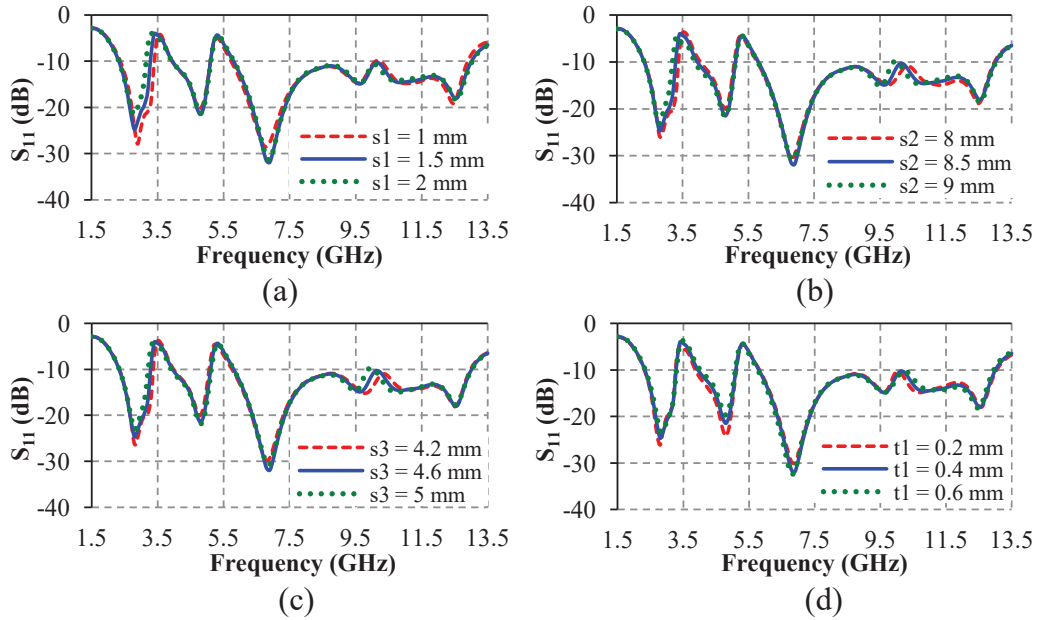 0
-10
-20
-30
-40
S11 (dB)
s1 = 1 mm
s1 = 1.5 mm
s1 = 2 mm
1.5 3.5 5.5 7.5 9.5 11.5 13.5
Frequency (GHz)
(a)
0
-10
-20
-30
-40
S11 (dB)
s2 = 8 mm
s2 = 8.5 mm
s2 = 9 mm
1.5 3.5 5.5 7.5 9.5 11.5 13.5
Frequency (GHz)
(b)
0
-10
-20
-30
-40
S11 (dB)
s3 = 4.2 mm
s3 = 4.6 mm
s3 = 5 mm
1.5 3.5 5.5 7.5 9.5 11.5 13.5
Frequency (GHz)
(c)
0
-10
-20
-30
-40
S11 (dB)
t1 = 0.2 mm
t1 = 0.4 mm
t1 = 0.6 mm
1.5 3.5 5.5 7.5 9.5 11.5 13.5
Frequency (GHz)
(d)